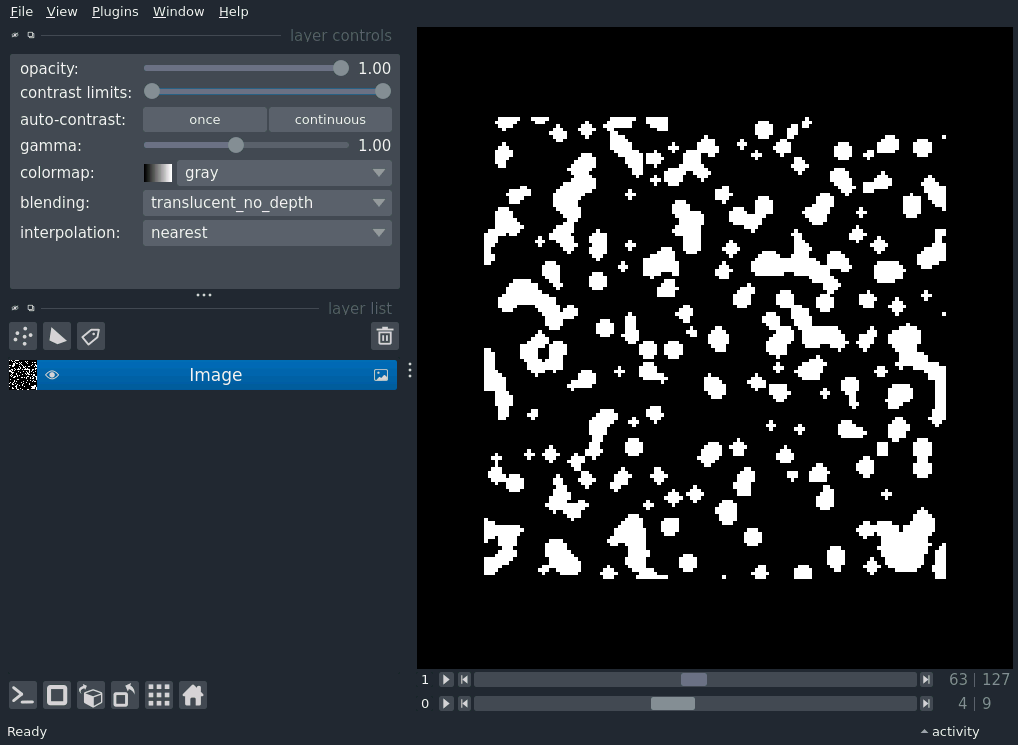 File View Plugins Window Help
layer controls
opacity: 1.00
contrast limits:
auto-contrast: once continuous
gamma: 1.00
colormap: gray
blending: translucent_no_depth
interpolation: nearest
layer list
Image
1 63 | 127
0 4 | 9
Ready activity